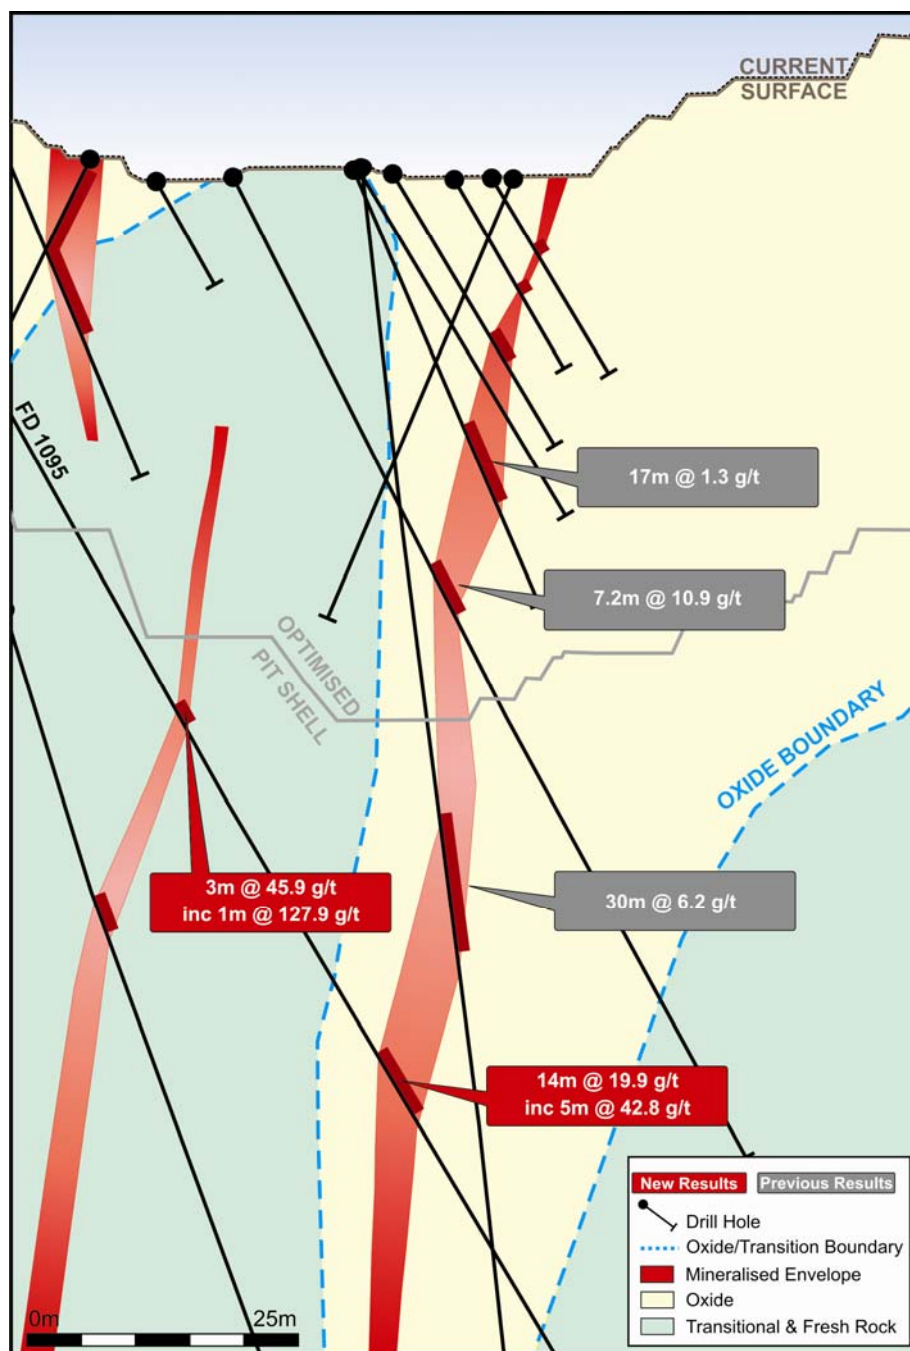 CURRENT
SURFACE
FD 1095
17m @ 1.3 g/t
7.2m @ 10.9 g/t
OPTIMISED
PIT SHELL
OXIDE BOUNDARY
3m @ 45.9 g/t
inc 1m @ 127.9 g/t
30m @ 6.2 g/t
14m @ 19.9 g/t
inc 5m @ 42.8 g/t
New Results
Previous Results
Drill Hole
Oxide/Transition Boundary
Mineralised Envelope
Oxide
Transitional & Fresh Rock
0m
25m